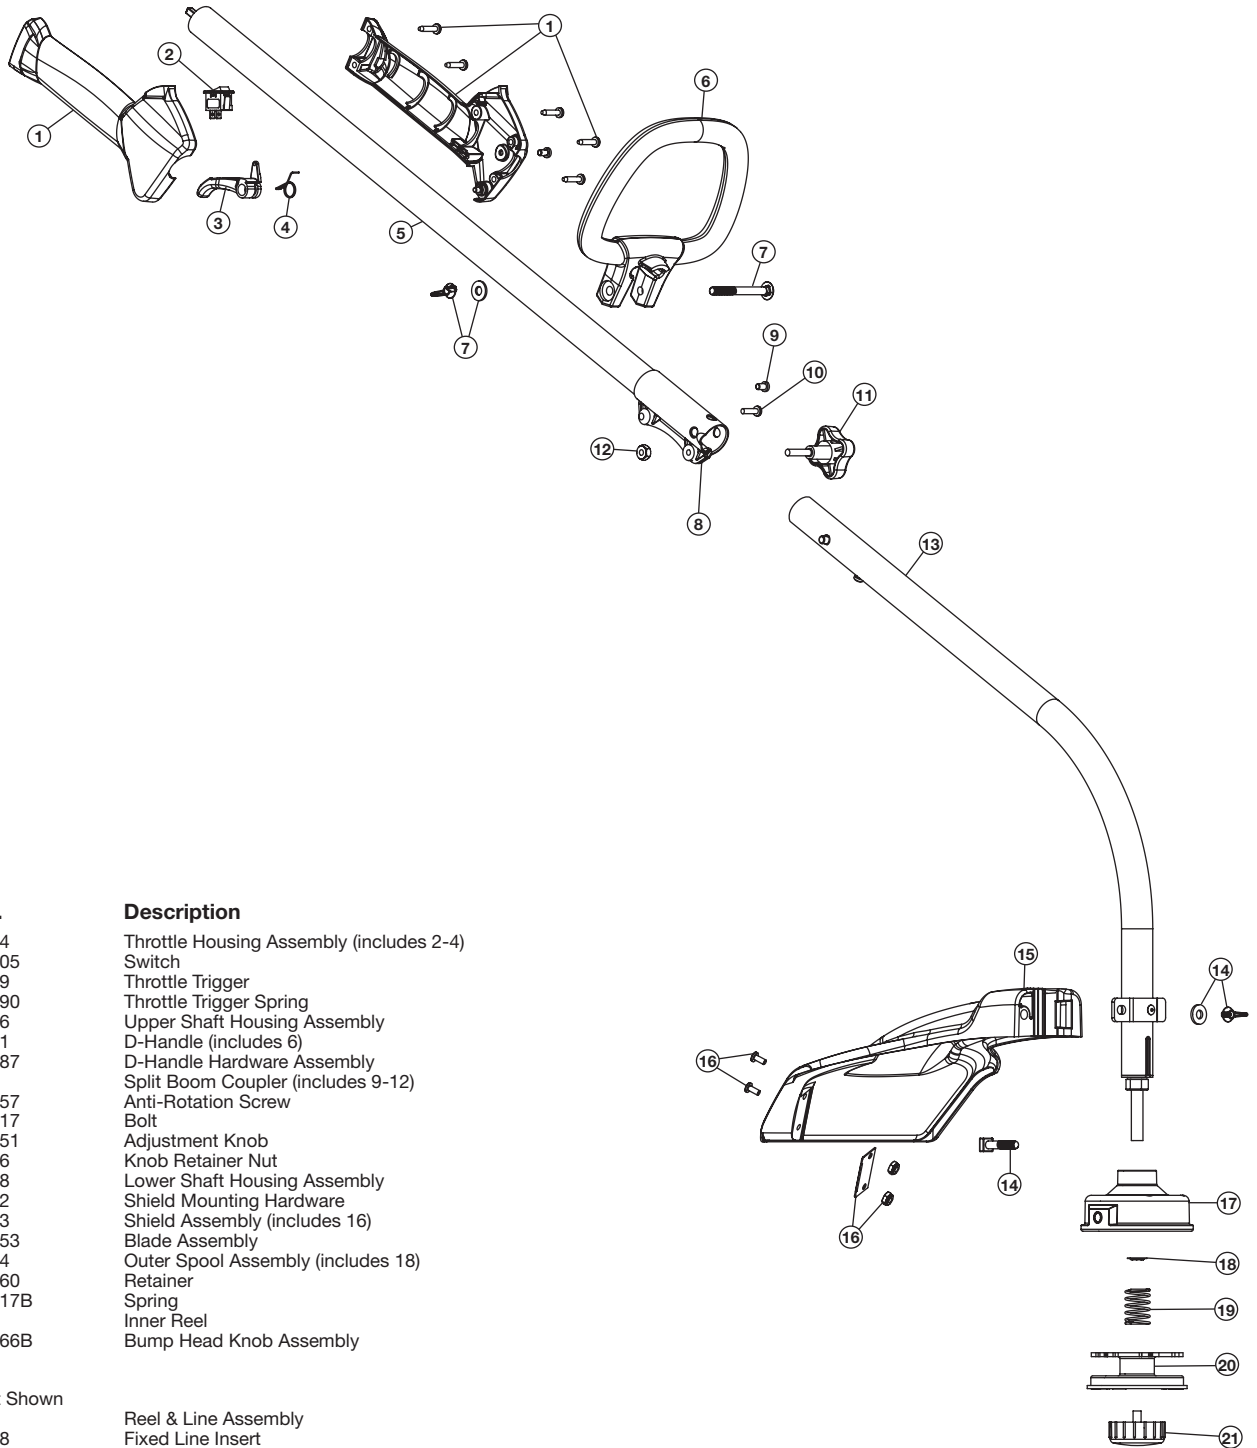 1
1
2
6
1
3
4
5
7
7
9
10
11
12
8
13
. Description
4 Throttle Housing Assembly (includes 2-4)
05 Switch
9 Throttle Trigger
90 Throttle Trigger Spring
6 Upper Shaft Housing Assembly
1 D-Handle (includes 6)
87 D-Handle Hardware Assembly
Split Boom Coupler (includes 9-12)
57 Anti-Rotation Screw
17 Bolt
51 Adjustment Knob
6 Knob Retainer Nut
8 Lower Shaft Housing Assembly
2 Shield Mounting Hardware
3 Shield Assembly (includes 16)
53 Blade Assembly
4 Outer Spool Assembly (includes 18)
60 Retainer
17B Spring
Inner Reel
66B Bump Head Knob Assembly
Shown
Reel & Line Assembly
8 Fixed Line Insert
15
14
16
14
16
17
18
19
20
21